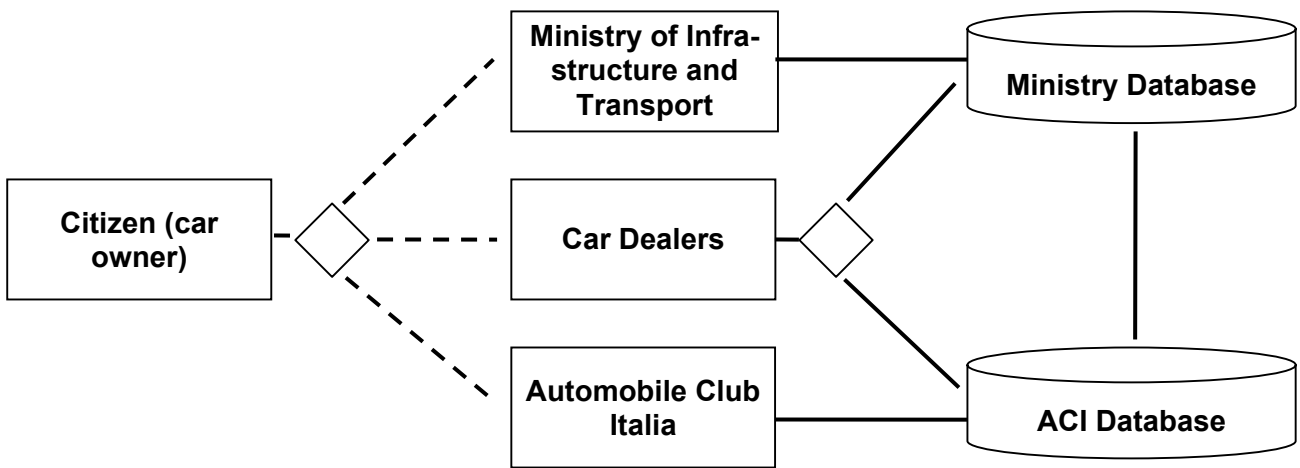 Ministry of Infra-
structure and
Transport
Ministry Database
Citizen (car
owner)
Car Dealers
Automobile Club
Italia
ACI Database